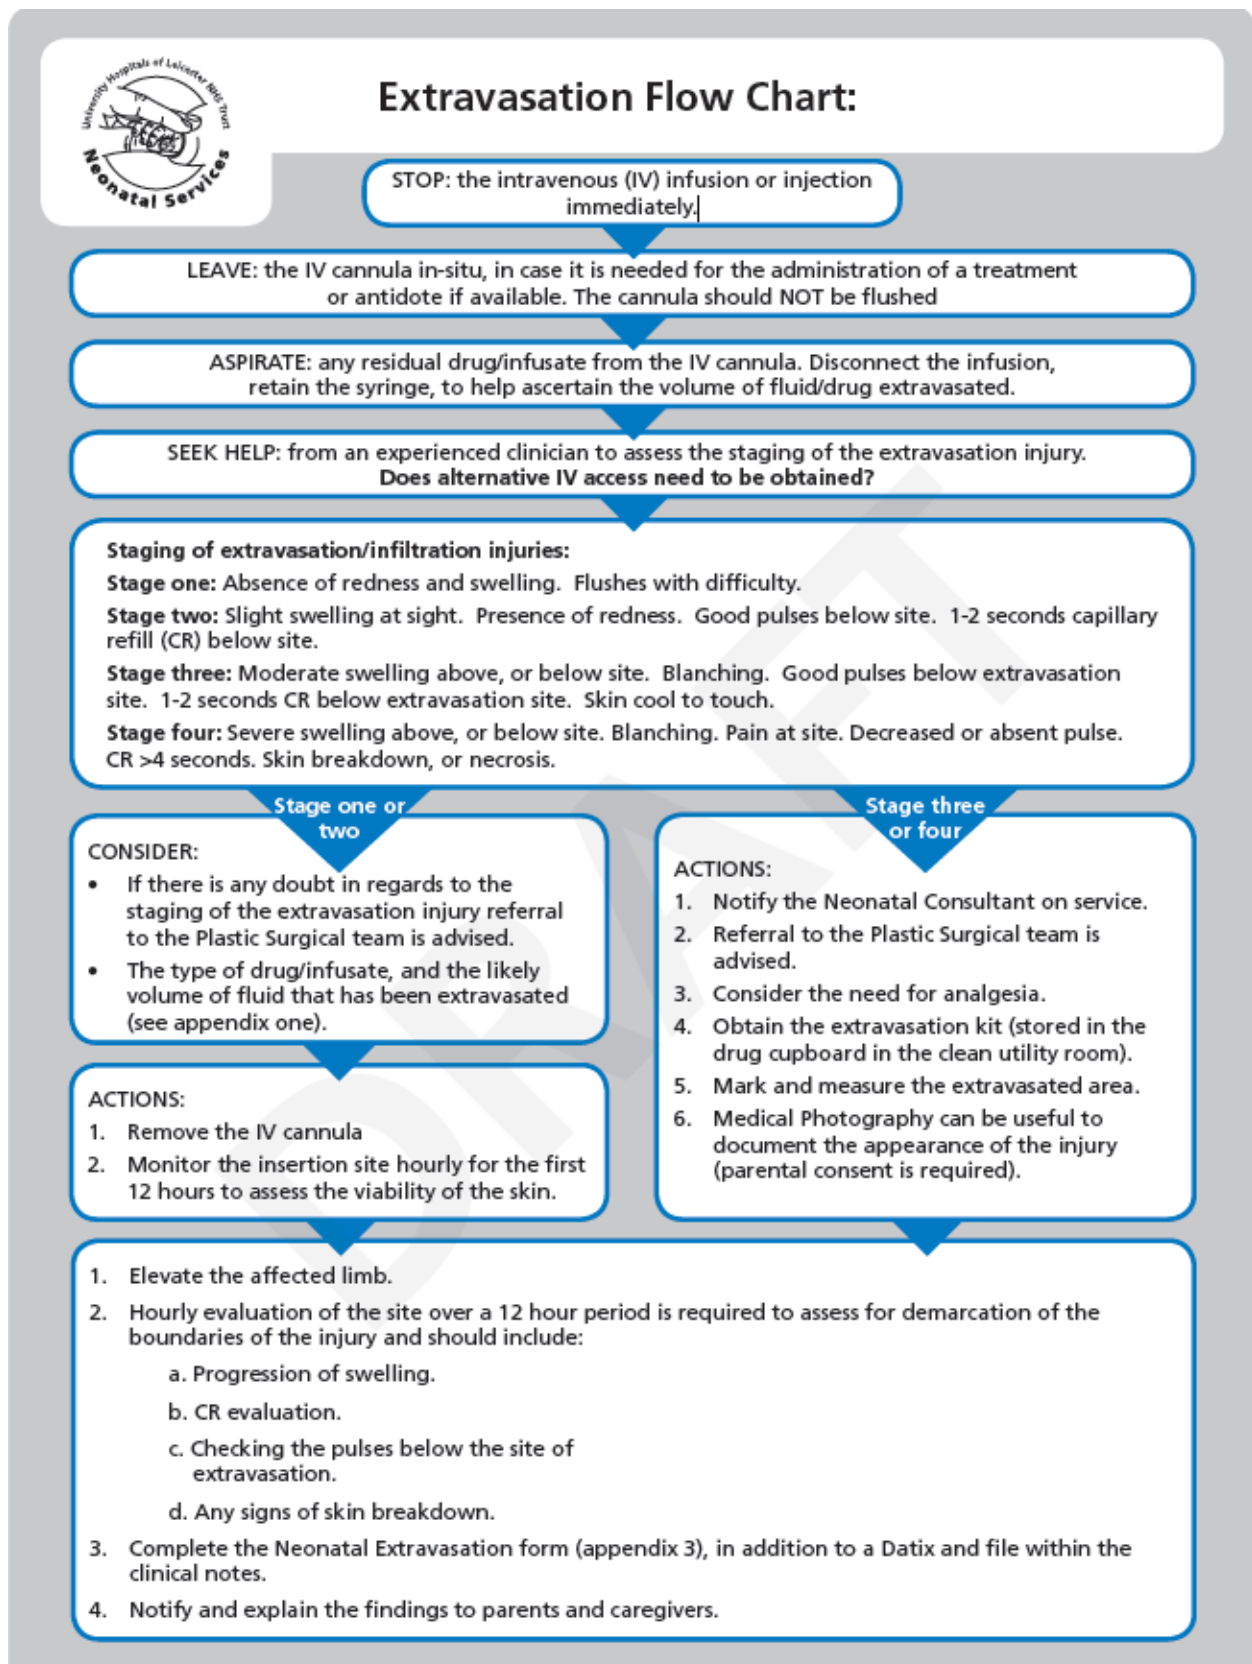 University Hospitals of Leicester NHS Trust
Neonatal Services
Extravasation Flow Chart:
STOP: the intravenous (IV) infusion or injection
immediately.
LEAVE: the IV cannula in-situ, in case it is needed for the administration of a treatment
or antidote if available. The cannula should NOT be flushed
ASPIRATE: any residual drug/infusate from the IV cannula. Disconnect the infusion,
retain the syringe, to help ascertain the volume of fluid/drug extravasated.
SEEK HELP: from an experienced clinician to assess the staging of the extravasation injury.
Does alternative IV access need to be obtained?
Staging of extravasation/infiltration injuries:
Stage one: Absence of redness and swelling. Flushes with difficulty.
Stage two: Slight swelling at sight. Presence of redness. Good pulses below site. 1-2 seconds capillary
refill (CR) below site.
Stage three: Moderate swelling above, or below site. Blanching. Good pulses below extravasation
site. 1-2 seconds CR below extravasation site. Skin cool to touch.
Stage four: Severe swelling above, or below site. Blanching. Pain at site. Decreased or absent pulse.
CR >4 seconds. Skin breakdown, or necrosis.
Stage one or
two
CONSIDER:
• If there is any doubt in regards to the
staging of the extravasation injury referral
to the Plastic Surgical team is advised.
• The type of drug/infusate, and the likely
volume of fluid that has been extravasated
(see appendix one).
ACTIONS:
1. Remove the IV cannula
2. Monitor the insertion site hourly for the first
12 hours to assess the viability of the skin.
Stage three
or four
ACTIONS:
1. Notify the Neonatal Consultant on service.
2. Referral to the Plastic Surgical team is
advised.
3. Consider the need for analgesia.
4. Obtain the extravasation kit (stored in the
drug cupboard in the clean utility room).
5. Mark and measure the extravasated area.
6. Medical Photography can be useful to
document the appearance of the injury
(parental consent is required).
1. Elevate the affected limb.
2. Hourly evaluation of the site over a 12 hour period is required to assess for demarcation of the
boundaries of the injury and should include:
a. Progression of swelling.
b. CR evaluation.
c. Checking the pulses below the site of
extravasation.
d. Any signs of skin breakdown.
3. Complete the Neonatal Extravasation form (appendix 3), in addition to a Datix and file within the
clinical notes.
4. Notify and explain the findings to parents and caregivers.
DRAFT